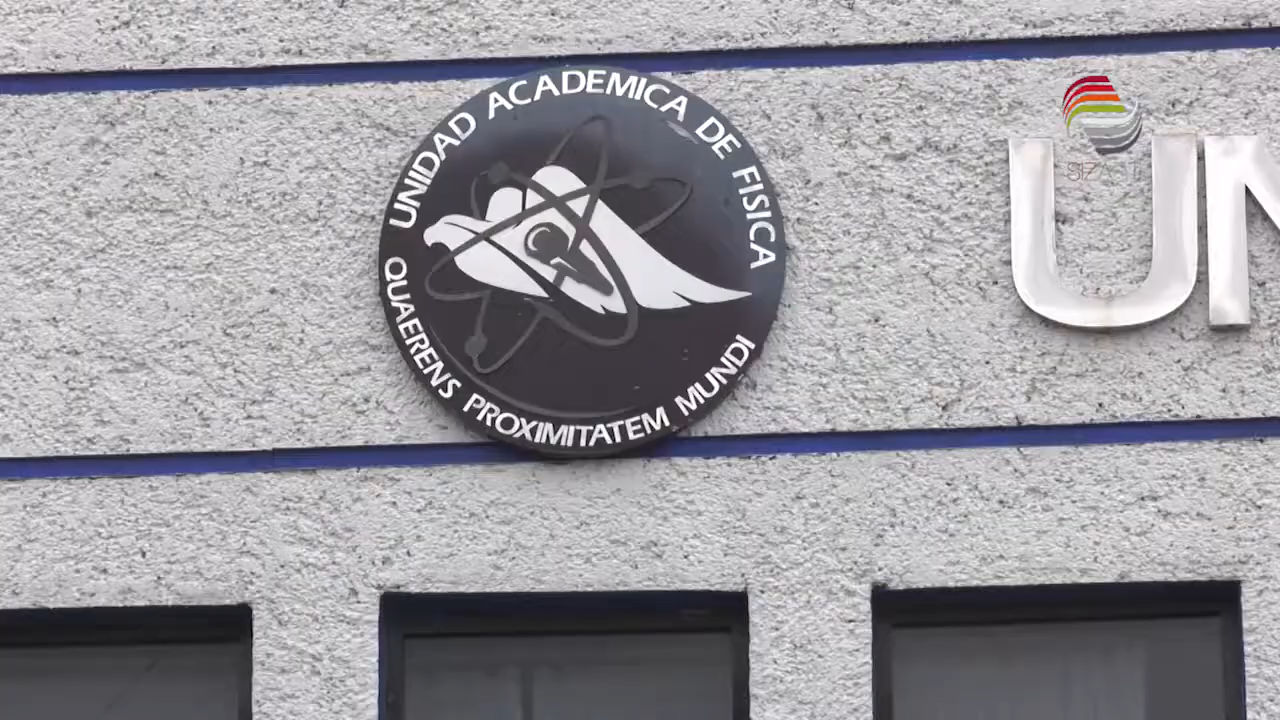 UNIDAD ACADEMICA DE FISICA
QUAERENS PROXIMITATEM MUNDI
UN